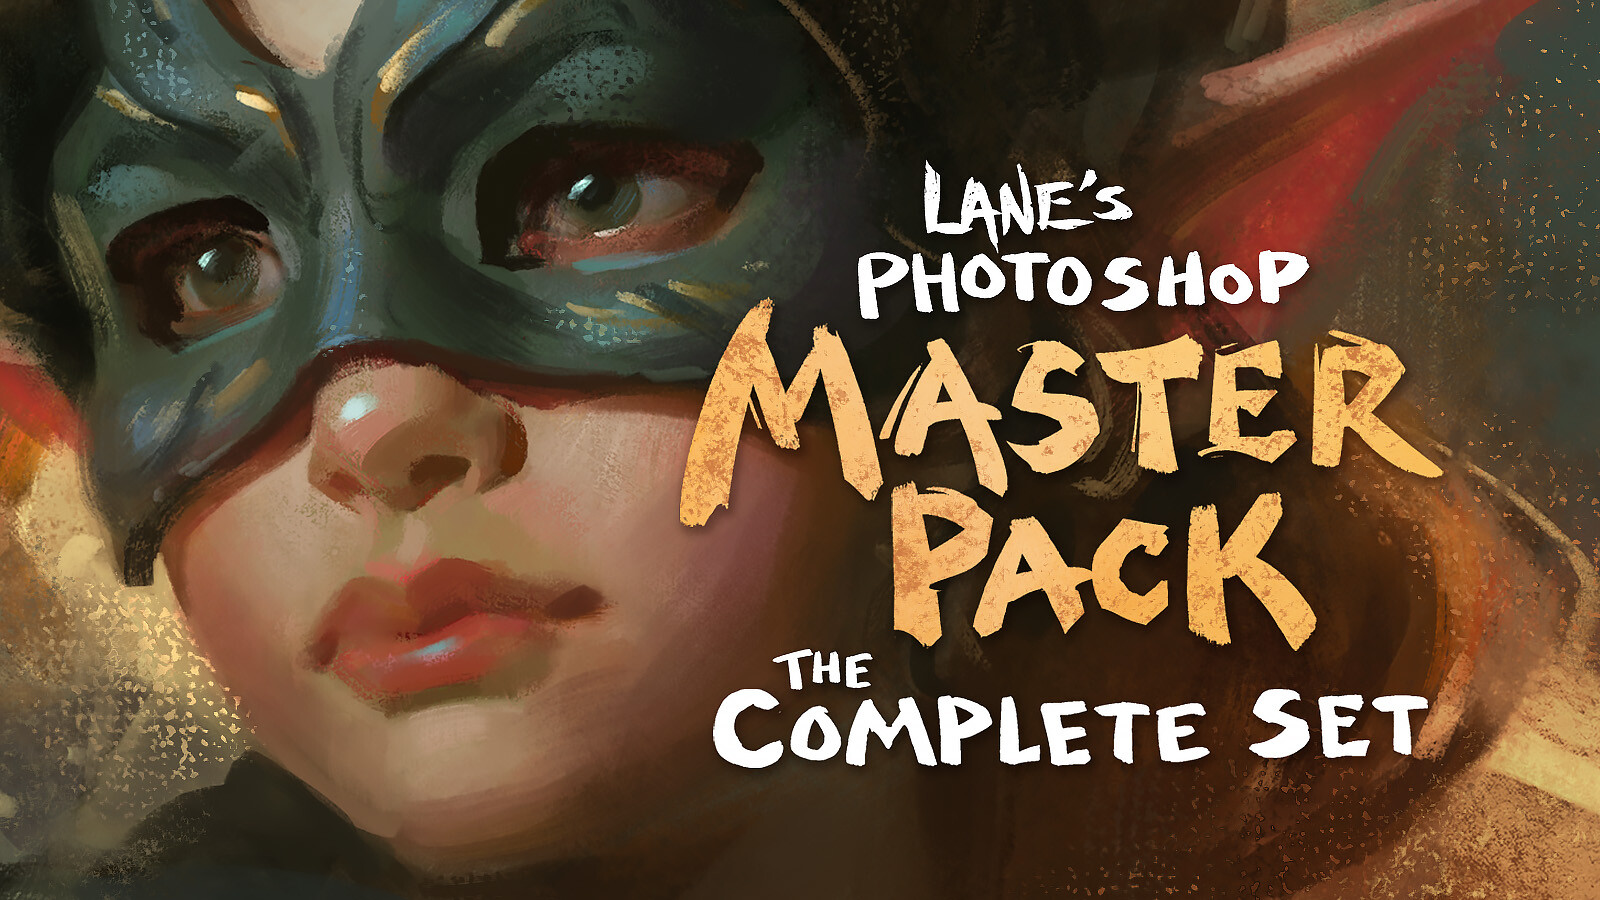 LANE'S
PHOTOSHOP
MASTER
PACK
THE
COMPLETE SET